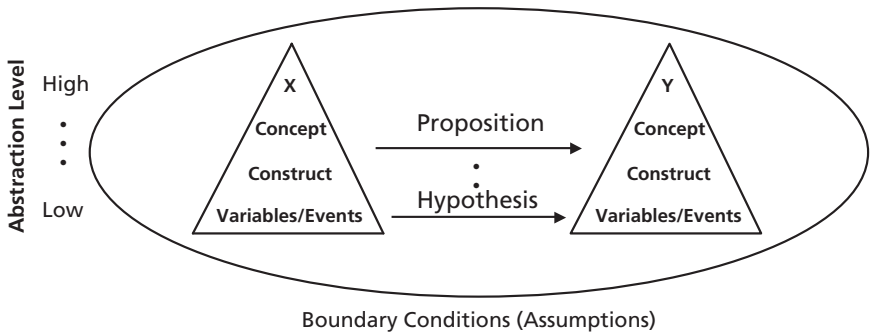 Abstraction Level
High
Low
X
Concept
Construct
Variables/Events
Proposition
Hypothesis
Y
Concept
Construct
Variables/Events
Boundary Conditions (Assumptions)